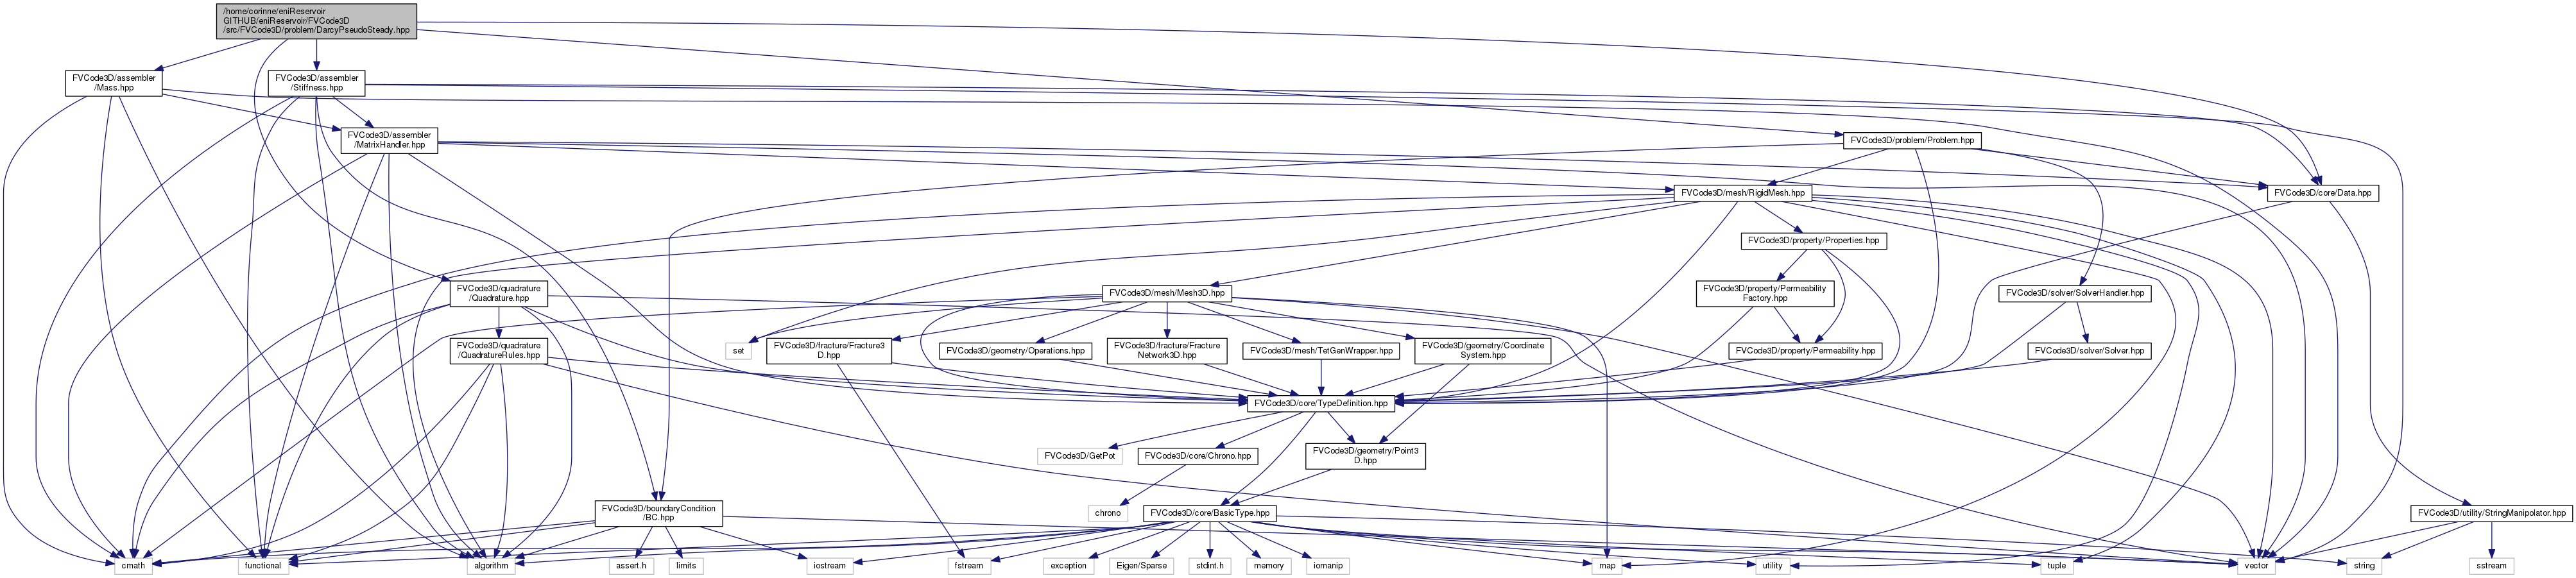 /home/corinne/eniReservoir
GITHUB/eniReservoir/FVCode3D
/src/FVCode3D/problem/DarcyPseudoSteady.hpp
FVCode3D/assembler
/Mass.hpp
FVCode3D/assembler
/Stiffness.hpp
FVCode3D/assembler
/MatrixHandler.hpp
FVCode3D/problem/Problem.hpp
FVCode3D/mesh/RigidMesh.hpp
FVCode3D/core/Data.hpp
FVCode3D/property/Properties.hpp
FVCode3D/quadrature
/Quadrature.hpp
FVCode3D/mesh/Mesh3D.hpp
FVCode3D/property/Permeability
Factory.hpp
FVCode3D/solver/SolverHandler.hpp
FVCode3D/quadrature
/QuadratureRules.hpp
set
FVCode3D/fracture/Fracture3
D.hpp
FVCode3D/geometry/Operations.hpp
FVCode3D/fracture/Fracture
Network3D.hpp
FVCode3D/mesh/TetGenWrapper.hpp
FVCode3D/geometry/Coordinate
System.hpp
FVCode3D/property/Permeability.hpp
FVCode3D/solver/Solver.hpp
FVCode3D/core/TypeDefinition.hpp
FVCode3D/GetPot
FVCode3D/core/Chrono.hpp
FVCode3D/geometry/Point3
D.hpp
FVCode3D/boundaryCondition
/BC.hpp
chrono
FVCode3D/core/BasicType.hpp
FVCode3D/utility/StringManipolator.hpp
cmath
functional
algorithm
assert.h
limits
iostream
fstream
exception
Eigen/Sparse
stdint.h
memory
iomanip
map
utility
tuple
vector
string
sstream